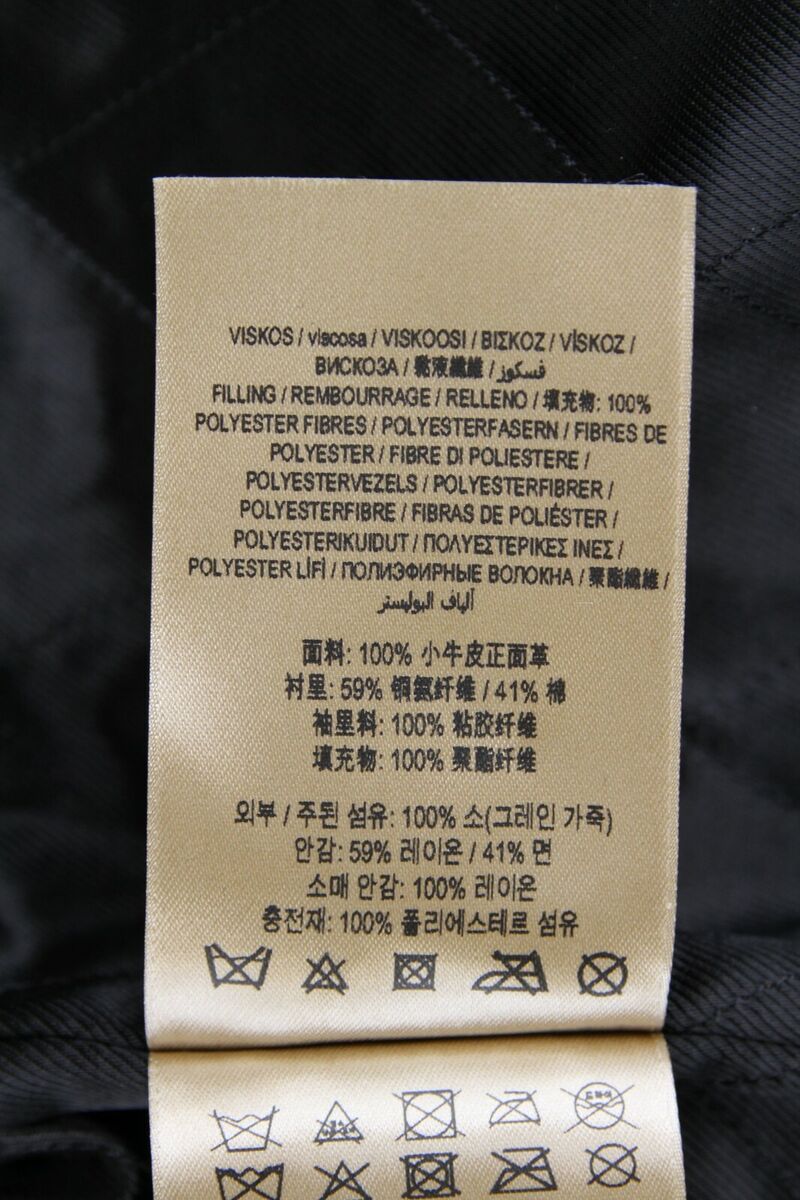 VISKOS / viscosa / VISKOOSI / ΒΙΣΚΟΖ / VİSKOZ /
ВИСКОЗА / 黏液纖維 / فسكوز
FILLING / REMBOURRAGE / RELLENO / 填充物: 100%
POLYESTER FIBRES / POLYESTERFASERN / FIBRES DE
POLYESTER / FIBRE DI POLIESTERE /
POLYESTERVEZELS / POLYESTERFIBRER /
POLYESTERFIBRE / FIBRAS DE POLIÉSTER /
POLYESTERIKUIDUT / ΠΟΛΥΕΣΤΕΡΙΚΕΣ ΙΝΕΣ /
POLYESTER LİFİ / ПОЛИЭФИРНЫЕ ВОЛОКНА / 聚酯纖維 /
ألياف البوليستر
面料: 100% 小牛皮正面革
衬里: 59% 铜氨纤维 / 41% 棉
袖里料: 100% 粘胶纤维
填充物: 100% 聚酯纤维
외부 / 주된 섬유: 100% 소(그레인 가죽)
안감: 59% 레이온 / 41% 면
소매 안감: 100% 레이온
충전재: 100% 폴리에스테르 섬유